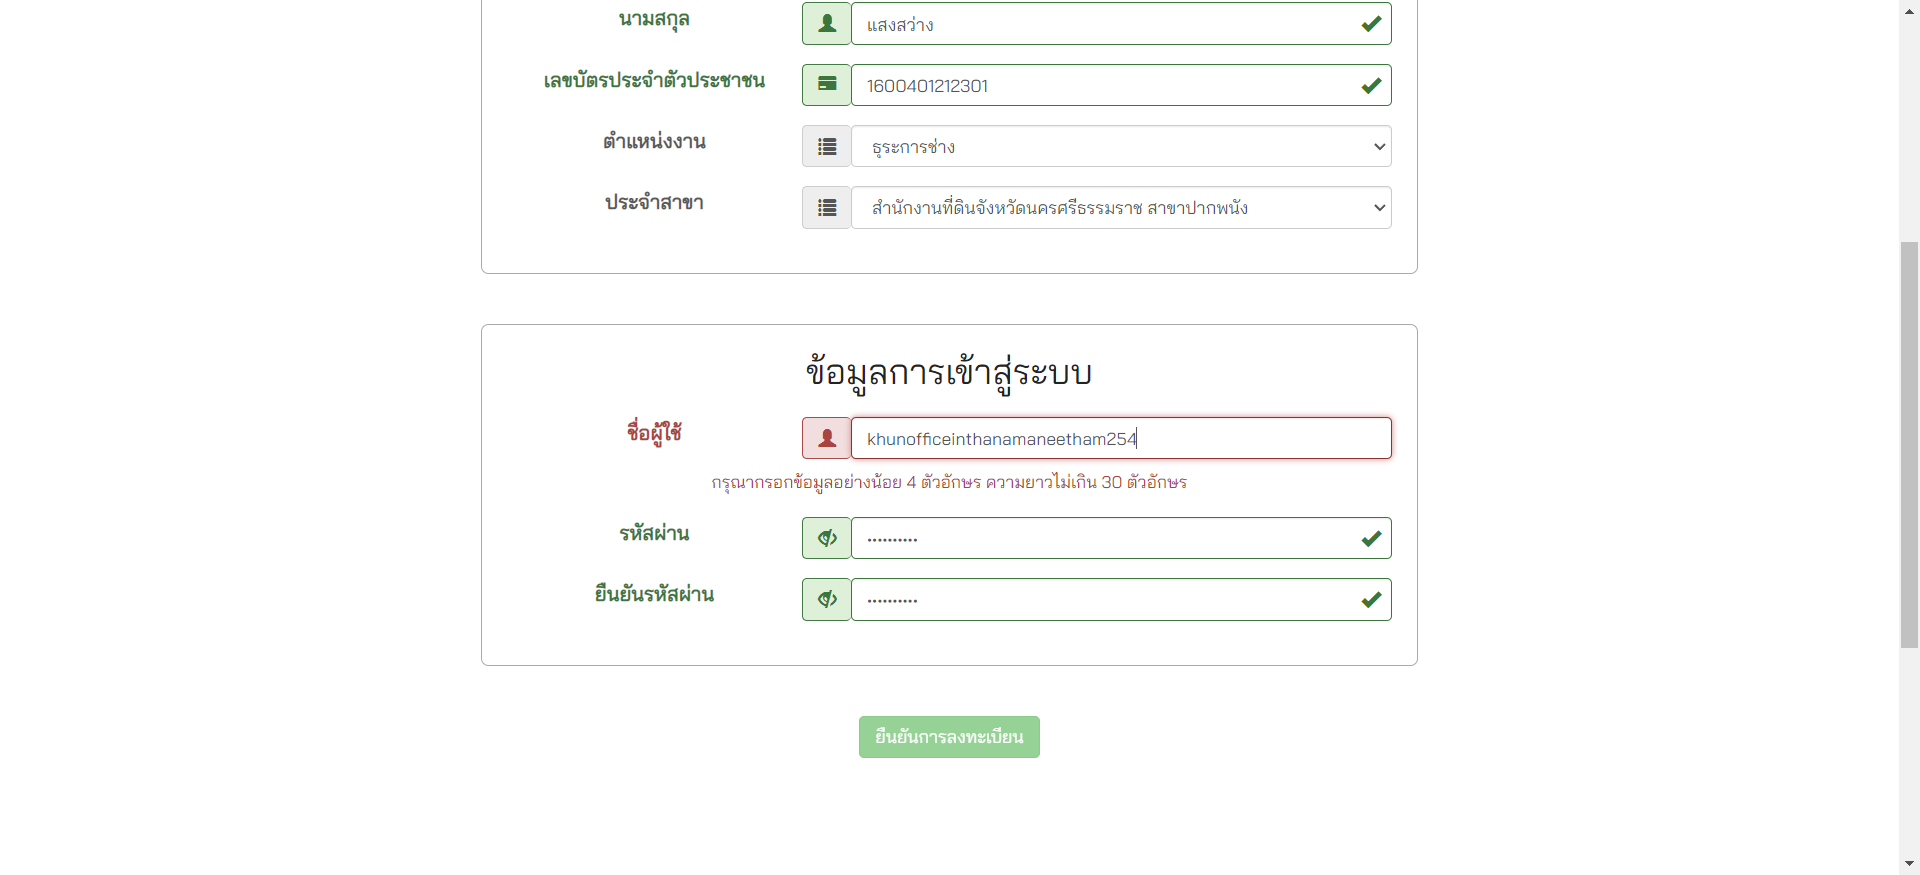 นามสกุล
แสงสว่าง
เลขบัตรประจำตัวประชาชน
1600401212301
ตำแหน่งงาน
ธุระการช่าง
ประจำสาขา
สำนักงานที่ดินจังหวัดนครศรีธรรมราช สาขาปากพนัง
ข้อมูลการเข้าสู่ระบบ
ชื่อผู้ใช้
khunofficeinthanamaneetham254
กรุณากรอกข้อมูลอย่างน้อย 4 ตัวอักษร ความยาวไม่เกิน 30 ตัวอักษร
รหัสผ่าน
••••••••••
ยืนยันรหัสผ่าน
••••••••••
ยืนยันการลงทะเบียน